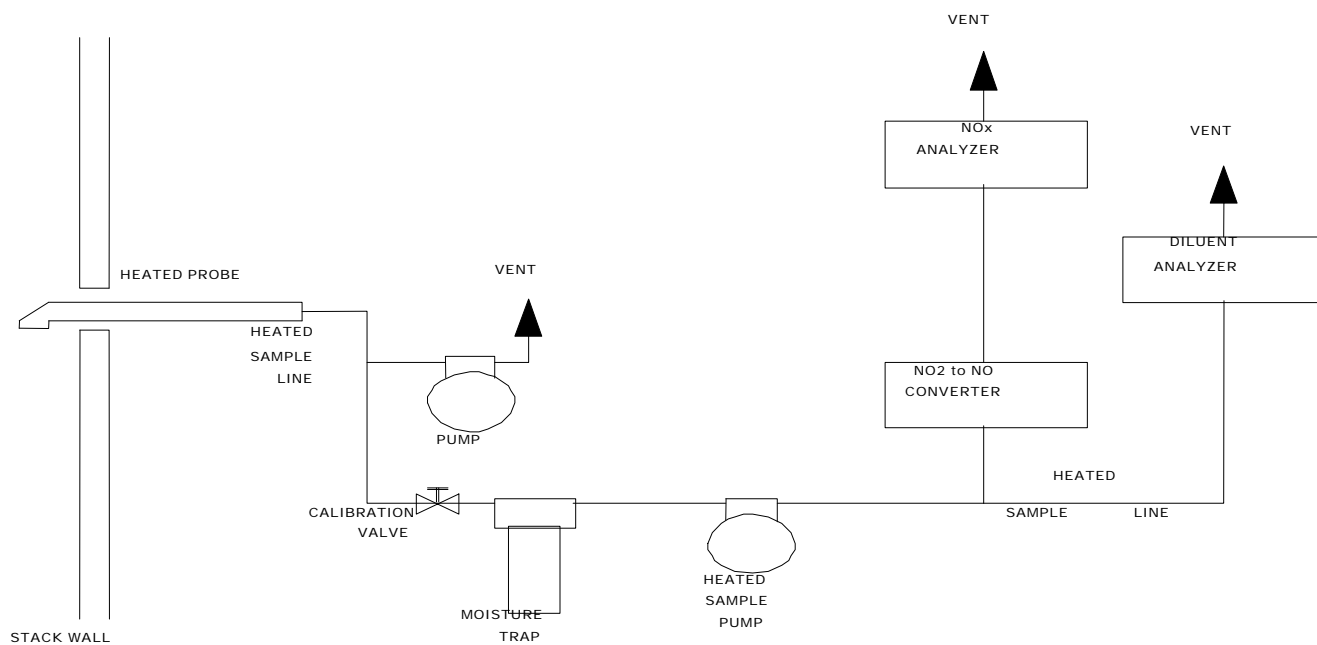 VENT
NOx
ANALYZER
VENT
DILUENT
ANALYZER
HEATED PROBE
VENT
HEATED
SAMPLE
LINE
NO2 to NO
CONVERTER
PUMP
HEATED
SAMPLE LINE
CALIBRATION
VALVE
HEATED
SAMPLE
PUMP
MOISTURE
TRAP
STACK WALL